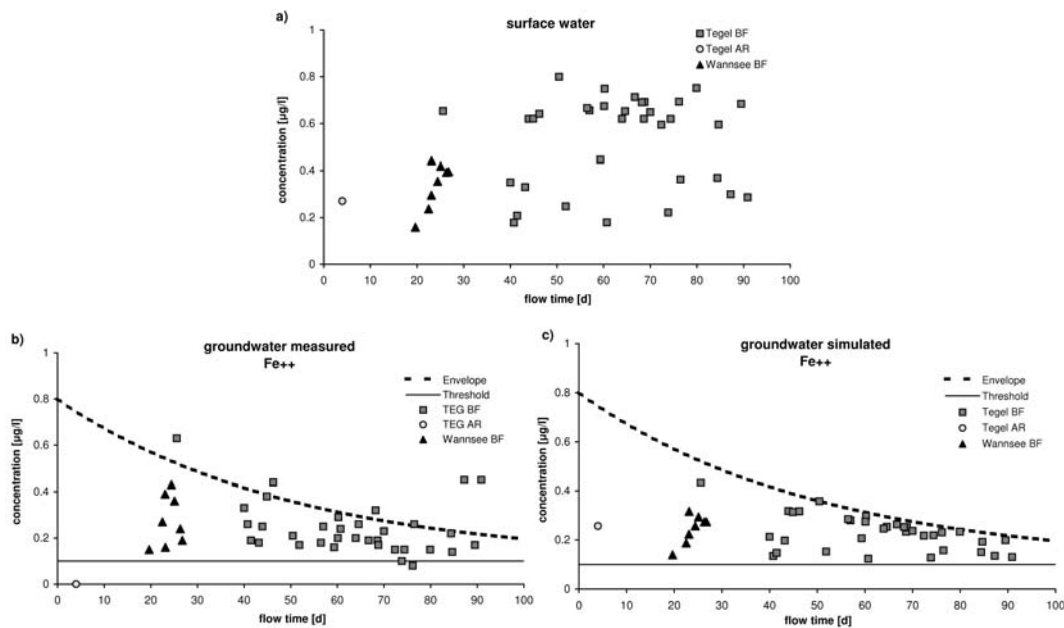 a)
surface water
Tegel BF
Tegel AR
Wannsee BF
concentration [µg/l]
1
0.8
0.6
0.4
0.2
0
0 10 20 30 40 50 60 70 80 90 100
flow time [d]
b)
groundwater measured
Fe++
Envelope
Threshold
TEG BF
TEG AR
Wannsee BF
concentration [µg/l]
1
0.8
0.6
0.4
0.2
0
0 10 20 30 40 50 60 70 80 90 100
flow time [d]
c)
groundwater simulated
Fe++
Envelope
Threshold
Tegel BF
Tegel AR
Wannsee BF
concentration [µg/l]
1
0.8
0.6
0.4
0.2
0
0 10 20 30 40 50 60 70 80 90 100
flow time [d]